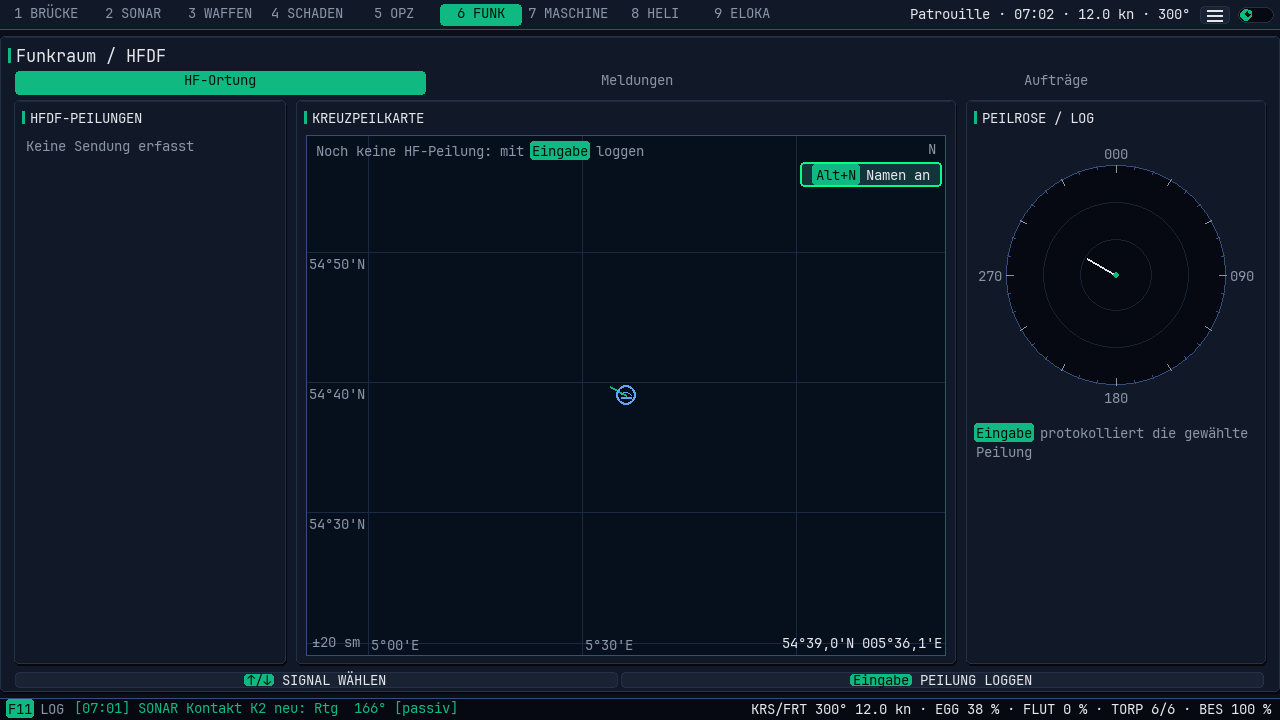 1 BRÜCKE 2 SONAR 3 WAFFEN 4 SCHADEN 5 OPZ 6 FUNK 7 MASCHINE 8 HELI 9 ELOKA Patrouille · 07:02 · 12.0 kn · 300°
Funkraum / HFDF
HF-Ortung Meldungen Aufträge
HFDF-PEILUNGEN
Keine Sendung erfasst
KREUZPEILKARTE
Noch keine HF-Peilung: mit Eingabe loggen
N
Alt+N Namen an
54°50'N
54°40'N
54°30'N
±20 sm 5°00'E 5°30'E 54°39,0'N 005°36,1'E
PEILROSE / LOG
000
270 090
180
Eingabe protokolliert die gewählte
Peilung
↑/↓ SIGNAL WÄHLEN Eingabe PEILUNG LOGGEN
F11 LOG [07:01] SONAR Kontakt K2 neu: Rtg 166° [passiv] KRS/FRT 300° 12.0 kn · EGG 38 % · FLUT 0 % · TORP 6/6 · BES 100 %